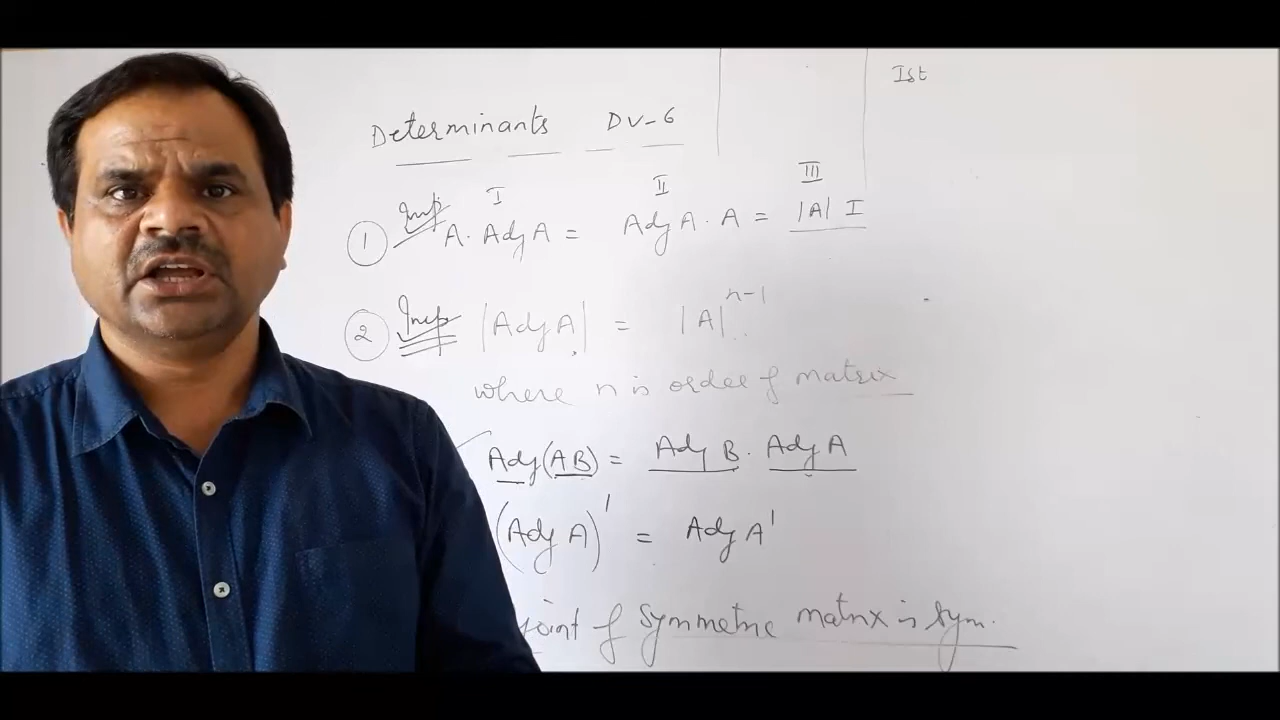 Ist
Determinants DV-6
I II III
① Imp A. Adj A = Adj A. A = |A| I
② Imp |Adj A| = |A|ⁿ⁻¹
where n is order of matrix
Adj(AB) = Adj B. Adj A
(Adj A)' = Adj A'
joint of symmetric matrix is sym.